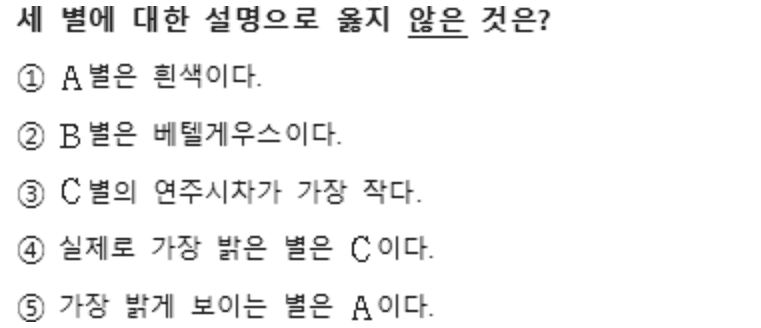 세 별에 대한 설명으로 옳지 않은 것은?
① A별은 흰색이다.
② B별은 베텔게우스이다.
③ C별의 연주시차가 가장 작다.
④ 실제로 가장 밝은 별은 C이다.
⑤ 가장 밝게 보이는 별은 A이다.